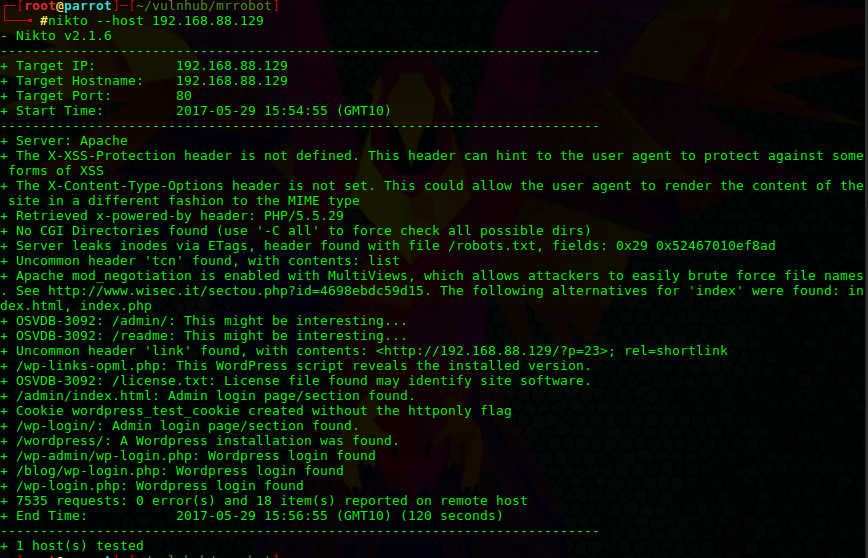 [root@parrot]-[~/vulnhub/mrrobot]
#nikto --host 192.168.88.129
- Nikto v2.1.6
---------------------------------------------------------------------------
+ Target IP:          192.168.88.129
+ Target Hostname:    192.168.88.129
+ Target Port:        80
+ Start Time:         2017-05-29 15:54:55 (GMT10)
---------------------------------------------------------------------------
+ Server: Apache
+ The X-XSS-Protection header is not defined. This header can hint to the user agent to protect against some
 forms of XSS
+ The X-Content-Type-Options header is not set. This could allow the user agent to render the content of the
 site in a different fashion to the MIME type
+ Retrieved x-powered-by header: PHP/5.5.29
+ No CGI Directories found (use '-C all' to force check all possible dirs)
+ Server leaks inodes via ETags, header found with file /robots.txt, fields: 0x29 0x52467010ef8ad
+ Uncommon header 'tcn' found, with contents: list
+ Apache mod_negotiation is enabled with MultiViews, which allows attackers to easily brute force file names
. See http://www.wisec.it/sectou.php?id=4698ebdc59d15. The following alternatives for 'index' were found: in
dex.html, index.php
+ OSVDB-3092: /admin/: This might be interesting...
+ OSVDB-3092: /readme: This might be interesting...
+ Uncommon header 'link' found, with contents: <http://192.168.88.129/?p=23>; rel=shortlink
+ /wp-links-opml.php: This WordPress script reveals the installed version.
+ OSVDB-3092: /license.txt: License file found may identify site software.
+ /admin/index.html: Admin login page/section found.
+ Cookie wordpress_test_cookie created without the httponly flag
+ /wp-login/: Admin login page/section found.
+ /wordpress/: A Wordpress installation was found.
+ /wp-admin/wp-login.php: Wordpress login found
+ /blog/wp-login.php: Wordpress login found
+ /wp-login.php: Wordpress login found
+ 7535 requests: 0 error(s) and 18 item(s) reported on remote host
+ End Time:           2017-05-29 15:56:55 (GMT10) (120 seconds)
---------------------------------------------------------------------------
+ 1 host(s) tested